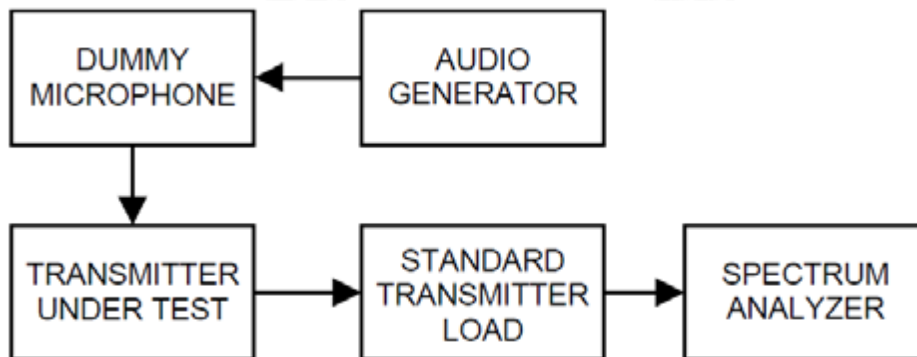 DUMMY
MICROPHONE
AUDIO
GENERATOR
TRANSMITTER
UNDER TEST
STANDARD
TRANSMITTER
LOAD
SPECTRUM
ANALYZER